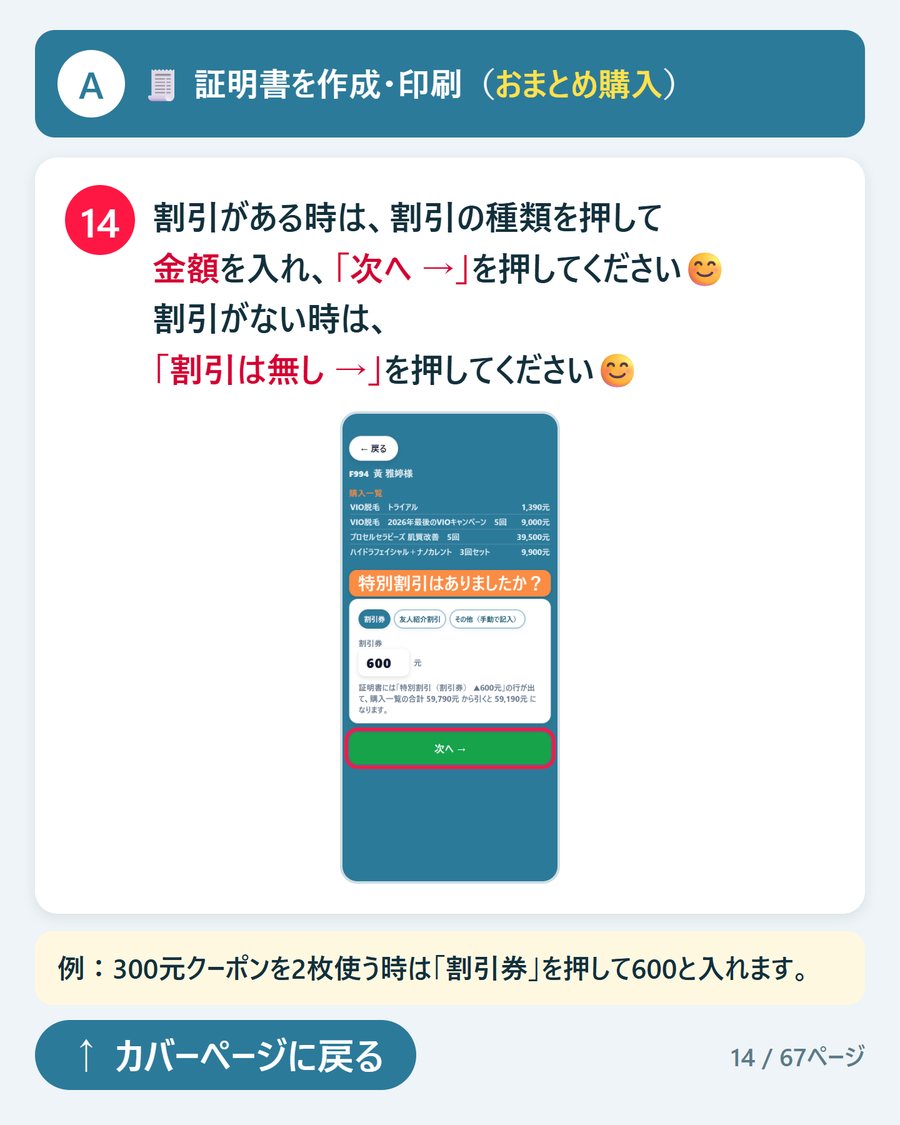 A 🧾 証明書を作成・印刷（おまとめ購入）
14
割引がある時は、割引の種類を押して
金額を入れ、「次へ →」を押してください😊
割引がない時は、
「割引は無し →」を押してください😊
← 戻る
F994 黃 雅婷様
購入一覧
VIO脱毛 トライアル 1,390元
VIO脱毛 2026年最後のVIOキャンペーン 5回 9,000元
プロセルセラピーズ 肌質改善 5回 39,500元
ハイドラフェイシャル + ナノカレント 3回セット 9,900元
特別割引はありましたか？
割引券 友人紹介割引 その他（手動で記入）
割引券
600 元
証明書には「特別割引（割引券） ▲600元」の行が出
て、購入一覧の合計 59,790元 から引くと 59,190元 に
なります。
次へ →
例：300元クーポンを2枚使う時は「割引券」を押して600と入れます。
↑ カバーページに戻る
14 / 67ページ